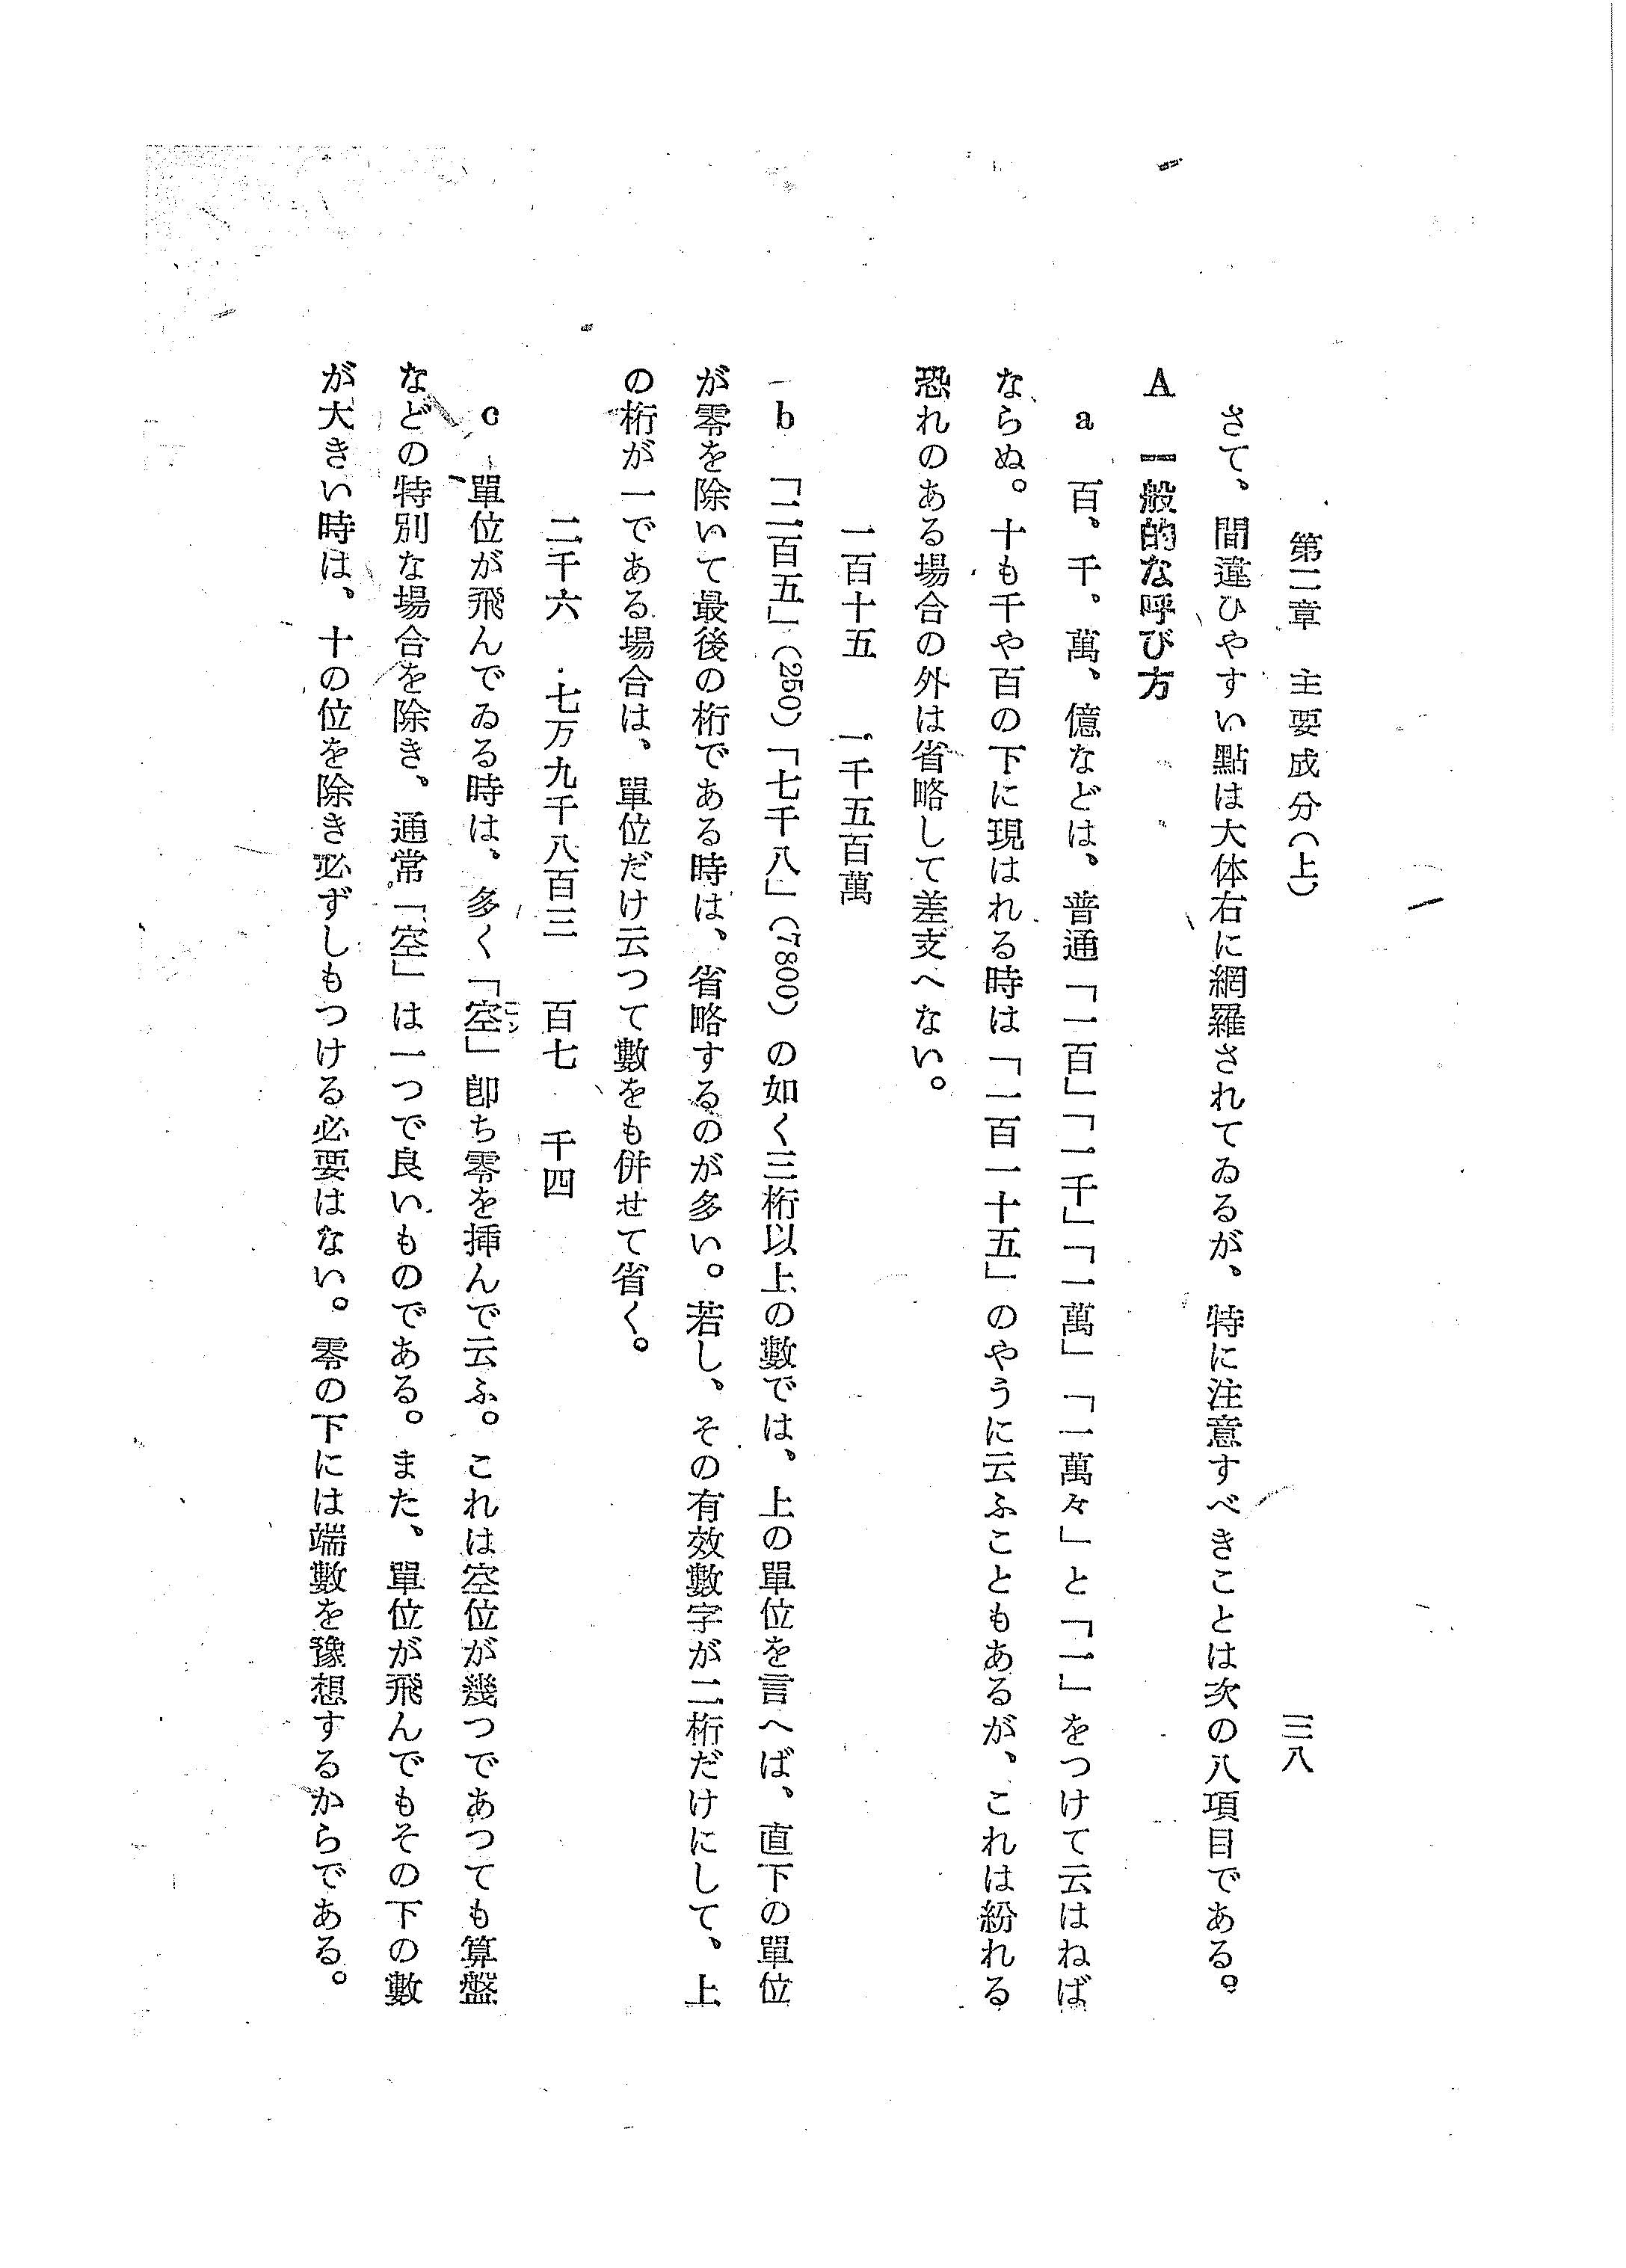 第二章　主要成分（上）
三八
さて、間違ひやすい點は大体右に網羅されてゐるが、特に注意すべきことは次の八項目である。
A　一般的な呼び方
a　百、千、萬、億などは、普通「一百」「一千」「一萬」「一萬々」と「一」をつけて云はねば
ならぬ。十も千や百の下に現はれる時は「一百一十五」のやうに云ふこともあるが、これは紛れる
恐れのある場合の外は省略して差支へない。
一百十五　一千五百萬
b　「二百五」（250）「七千八」（7800）の如く三桁以上の數では、上の單位を言へば、直下の單位
が零を除いて最後の桁である時は、省略するのが多い。若し、その有效數字が二桁だけにして、上
の桁が一である場合は、單位だけ云つて數をも併せて省く。
二千六　七万九千八百三　百七　千四
c　單位が飛んでゐる時は、多く「空」卽ち零を挿んで云ふ。これは空位が幾つであつても算盤
コン
などの特別な場合を除き、通常「空」は一つで良いものである。また、單位が飛んでもその下の數
が大きい時は、十の位を除き必ずしもつける必要はない。零の下には端數を豫想するからである。